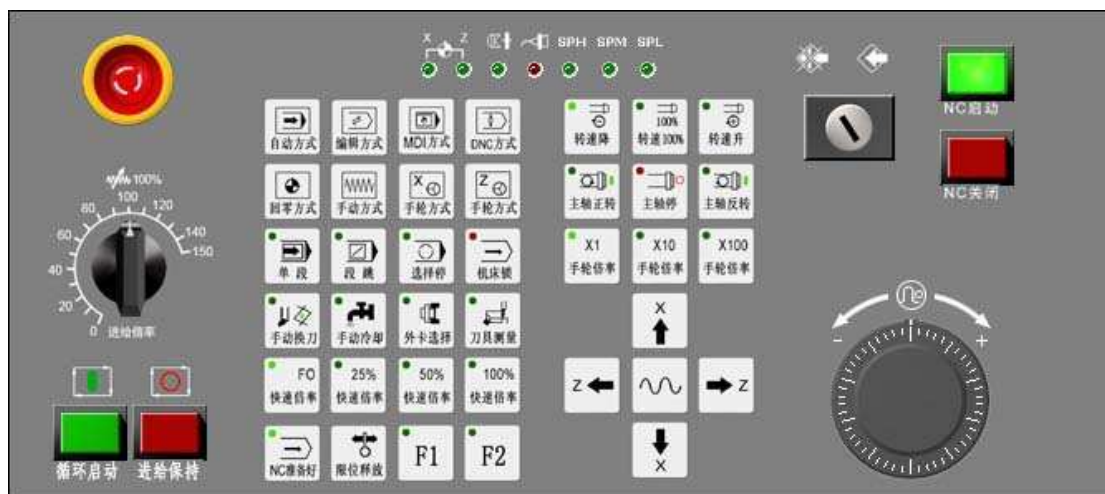 X Z SPH SPM SPL
NC启动
NC关闭
100%
100
80 120
60 140
40 150
20
0 进给倍率
循环启动 进给保持
自动方式 编辑方式 MDI方式 DNC方式
回零方式 手动方式 X 手轮方式 Z 手轮方式
单段 段跳 选择停 机床锁
手动换刀 手动冷却 外卡选择 刀具测量
FO 25% 50% 100%
快速倍率 快速倍率 快速倍率 快速倍率
NC准备好 限位释放 F1 F2
100%
转速降 转速100% 转速升
主轴正转 主轴停 主轴反转
X1 X10 X100
手轮倍率 手轮倍率 手轮倍率
X
Z Z
X
- +